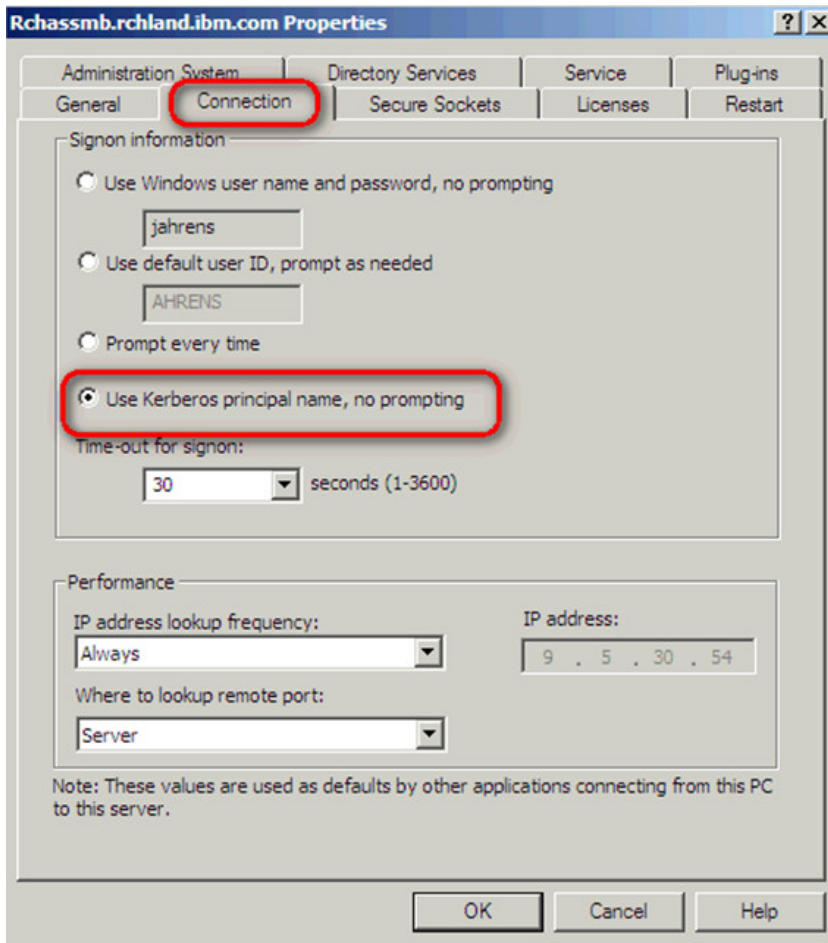 Rchassmb.rchland.ibm.com Properties
Administration System Directory Services Service Plug-ins
General Connection Secure Sockets Licenses Restart
Signon information
Use Windows user name and password, no prompting
jahrens
Use default user ID, prompt as needed
AHRENS
Prompt every time
Use Kerberos principal name, no prompting
Time-out for signon:
30 seconds (1-3600)
Performance
IP address lookup frequency: IP address:
Always 9 . 5 . 30 . 54
Where to lookup remote port:
Server
Note: These values are used as defaults by other applications connecting from this PC
to this server.
OK Cancel Help